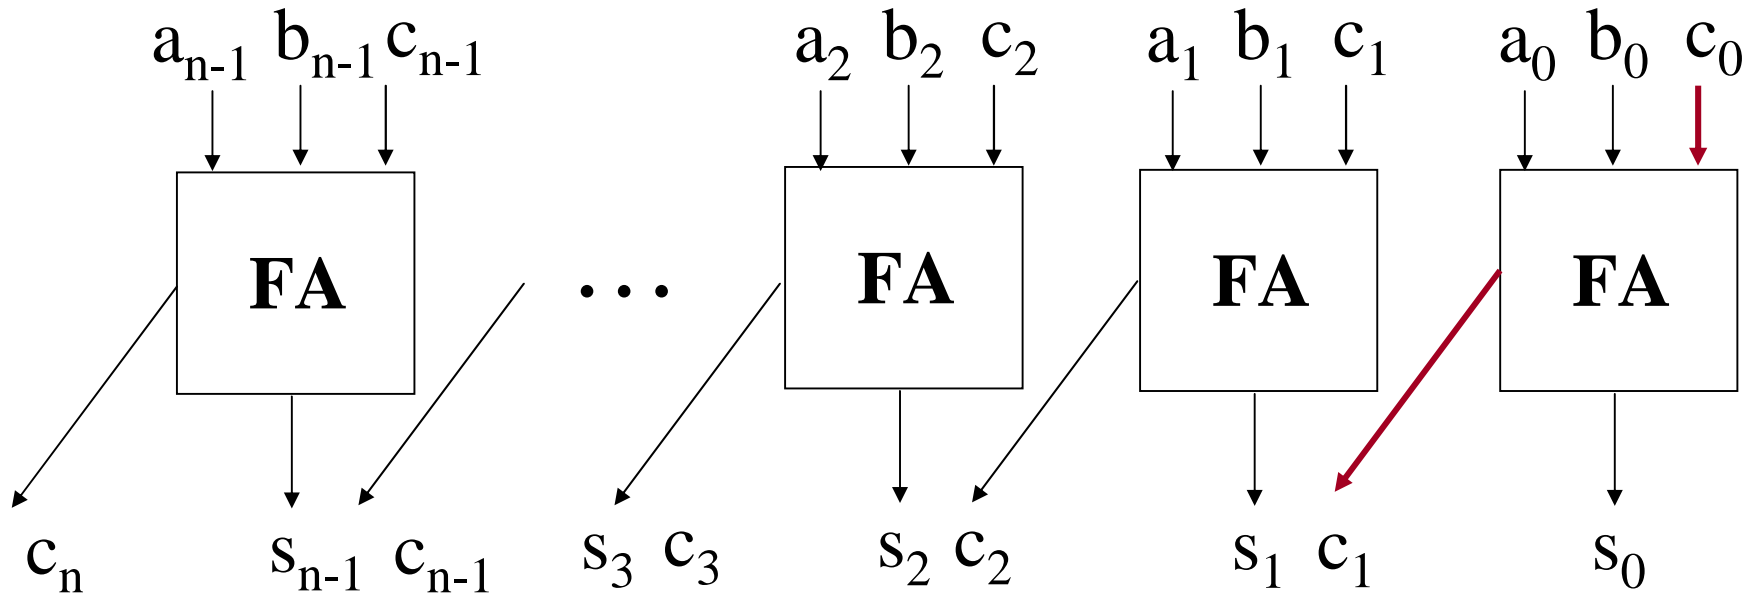 aₙ₋₁ bₙ₋₁ cₙ₋₁ a₂ b₂ c₂ a₁ b₁ c₁ a₀ b₀ c₀
FA ... FA FA FA
cₙ sₙ₋₁ cₙ₋₁ s₃ c₃ s₂ c₂ s₁ c₁ s₀